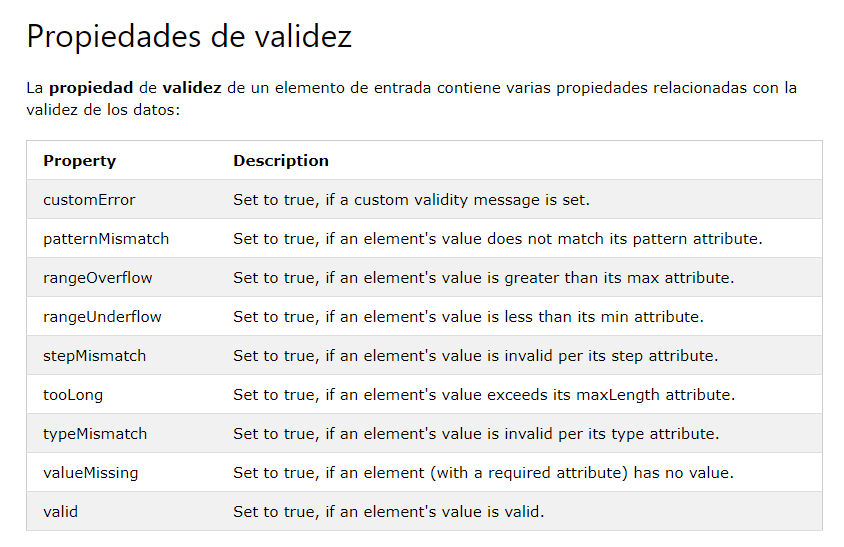 Propiedades de validez
La propiedad de validez de un elemento de entrada contiene varias propiedades relacionadas con la
validez de los datos:
Property Description
customError Set to true, if a custom validity message is set.
patternMismatch Set to true, if an element's value does not match its pattern attribute.
rangeOverflow Set to true, if an element's value is greater than its max attribute.
rangeUnderflow Set to true, if an element's value is less than its min attribute.
stepMismatch Set to true, if an element's value is invalid per its step attribute.
tooLong Set to true, if an element's value exceeds its maxLength attribute.
typeMismatch Set to true, if an element's value is invalid per its type attribute.
valueMissing Set to true, if an element (with a required attribute) has no value.
valid Set to true, if an element's value is valid.